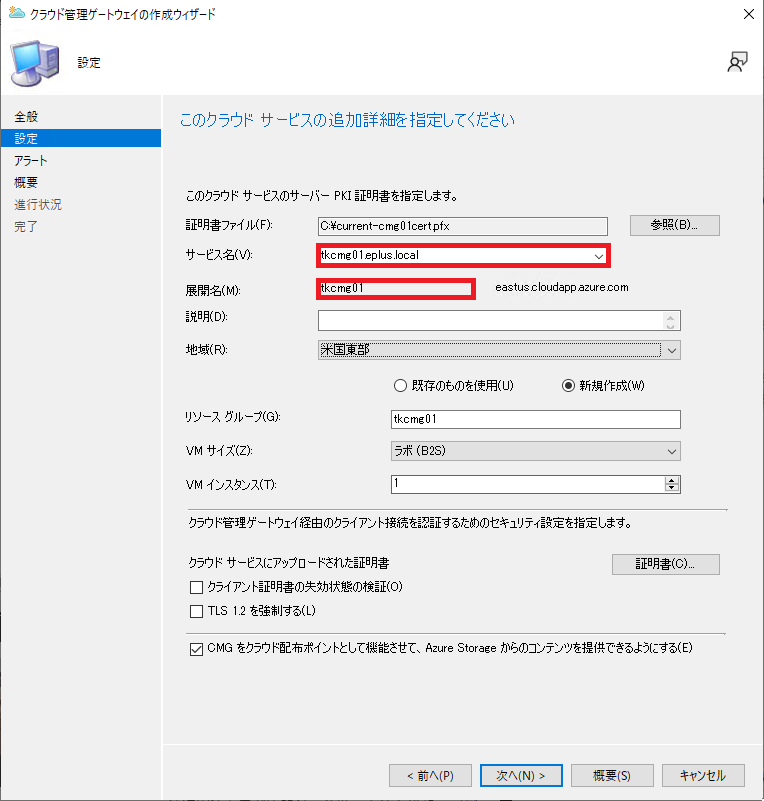 クラウド管理ゲートウェイの作成ウィザード
設定
全般
設定
アラート
概要
進行状況
完了
このクラウド サービスの追加詳細を指定してください
このクラウド サービスのサーバー PKI 証明書を指定します。
証明書ファイル(F): C:¥current-cmg01cert.pfx 参照(B)...
サービス名(V): tkcmg01.eplus.local
展開名(M): tkcmg01 eastus.cloudapp.azure.com
説明(D):
地域(R): 米国東部
既存のものを使用(U) 新規作成(W)
リソース グループ(G): tkcmg01
VM サイズ(Z): ラボ (B2S)
VM インスタンス(T): 1
クラウド管理ゲートウェイ経由のクライアント接続を認証するためのセキュリティ設定を指定します。
クラウド サービスにアップロードされた証明書 証明書(C)...
クライアント証明書の失効状態の検証(O)
TLS 1.2 を強制する(L)
CMG をクラウド配布ポイントとして機能させて、Azure Storage からのコンテンツを提供できるようにする(E)
< 前へ(P) 次へ(N) > 概要(S) キャンセル